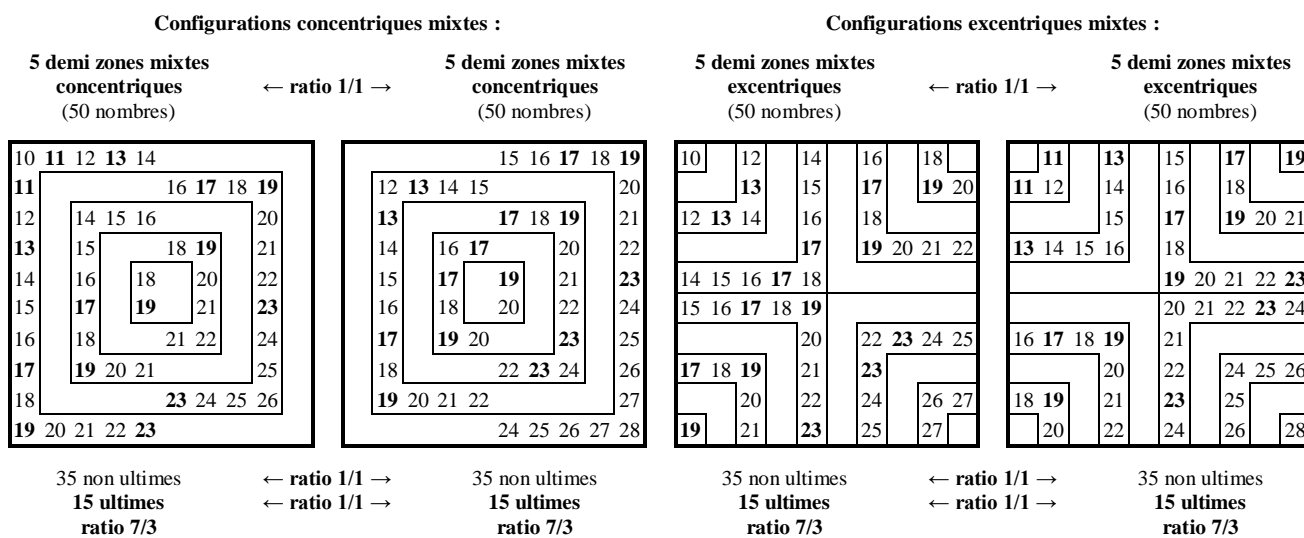 Configurations concentriques mixtes :
Configurations excentriques mixtes :
5 demi zones mixtes
concentriques
(50 nombres)
← ratio 1/1 →
5 demi zones mixtes
concentriques
(50 nombres)
5 demi zones mixtes
excentriques
(50 nombres)
← ratio 1/1 →
5 demi zones mixtes
excentriques
(50 nombres)
10 11 12 13 14
11 16 17 18 19
12 14 15 16 20
13 15 18 19 21
14 16 18 20 22
15 17 19 21 23
16 18 21 22 24
17 19 20 21 25
18 23 24 25 26
19 20 21 22 23
15 16 17 18 19
12 13 14 15 20
13 17 18 19 21
14 16 17 20 22
15 17 19 21 23
16 18 20 22 24
17 19 20 23 25
18 22 23 24 26
19 20 21 22 27
24 25 26 27 28
10 12 14 16 18
13 15 17 19 20
12 13 14 16 18
17 19 20 21 22
14 15 16 17 18
15 16 17 18 19
20 22 23 24 25
17 18 19 21 23
20 22 24 26 27
19 21 23 25 27
11 13 15 17 19
11 12 14 16 18
15 17 19 20 21
13 14 15 16 18
19 20 21 22 23
20 21 22 23 24
16 17 18 19 21
20 22 24 25 26
18 19 21 23 25
20 22 24 26 28
35 non ultimes ← ratio 1/1 → 35 non ultimes
15 ultimes ← ratio 1/1 → 15 ultimes
ratio 7/3 ratio 7/3
35 non ultimes ← ratio 1/1 → 35 non ultimes
15 ultimes ← ratio 1/1 → 15 ultimes
ratio 7/3 ratio 7/3